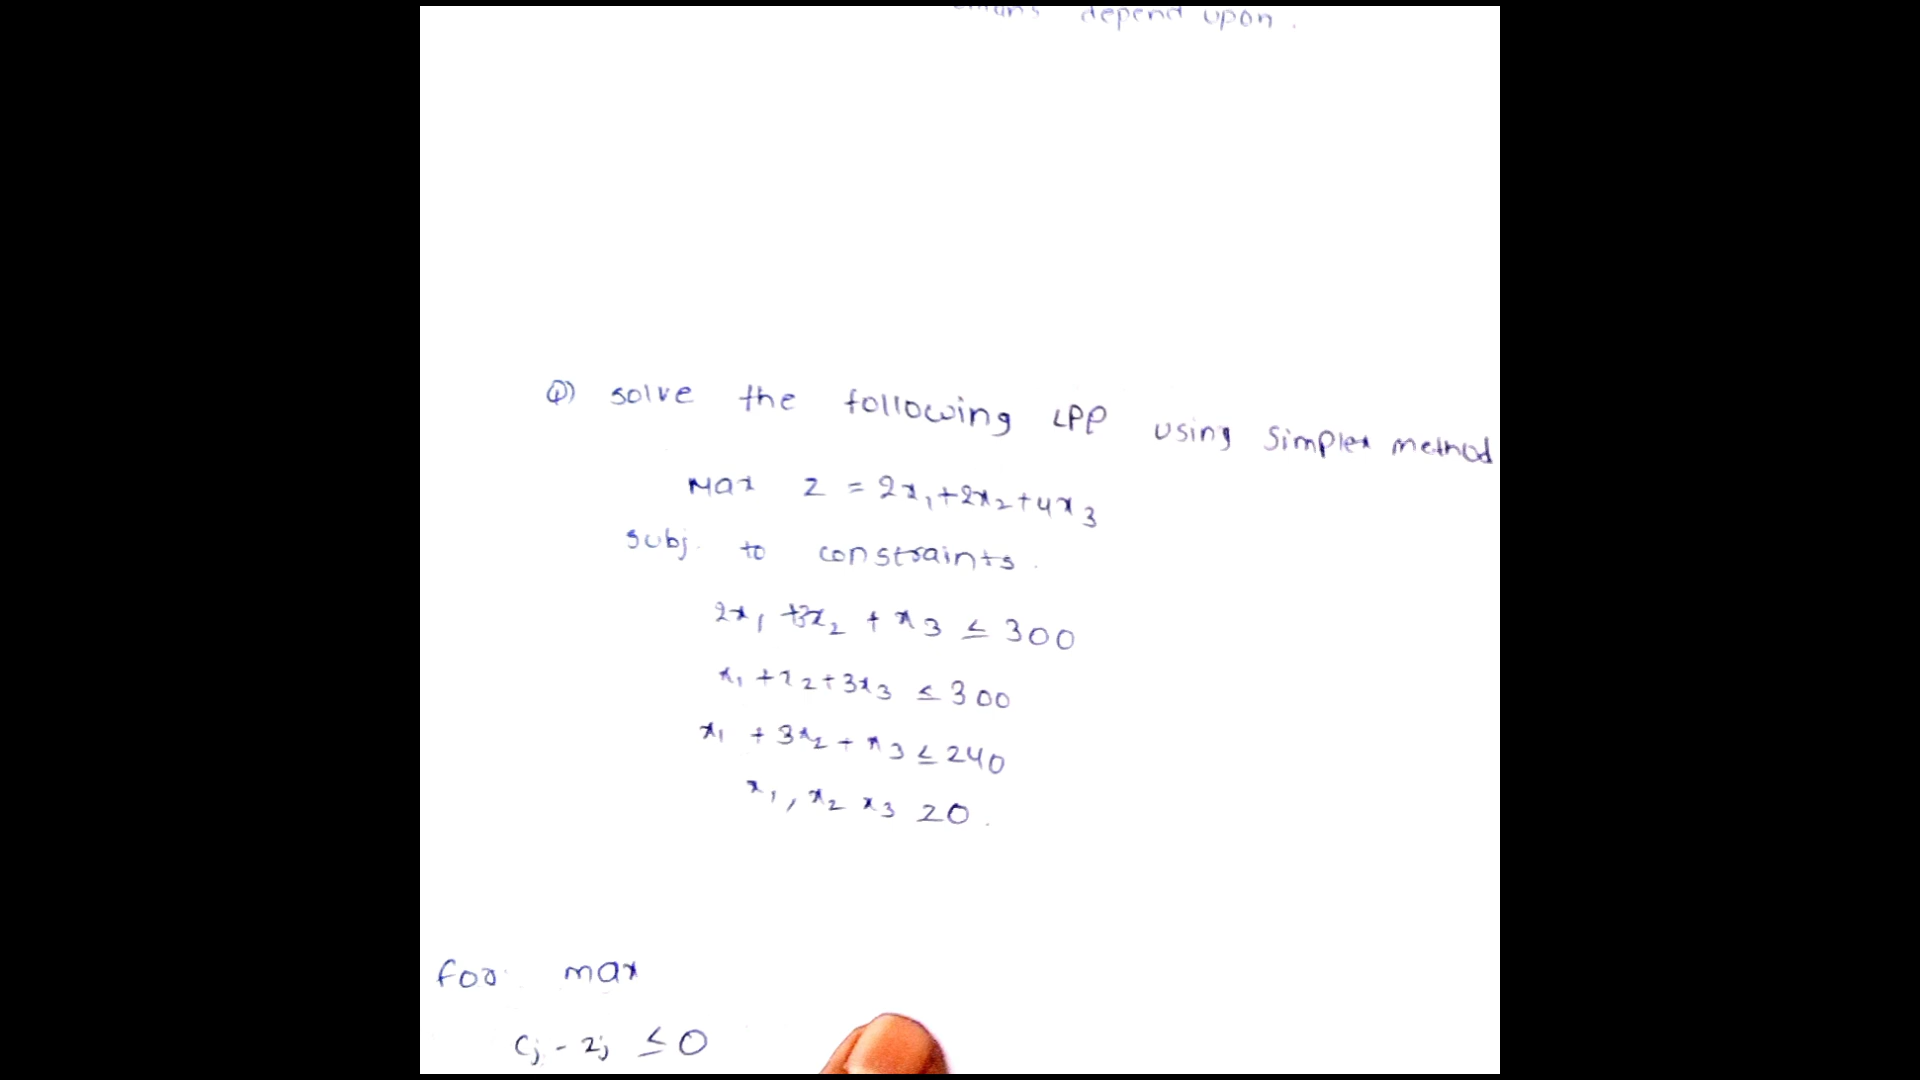 depend upon.
Q) solve the following LPP using simplex method
Max z = 2x₁+2x₂+4x₃
subj. to constraints.
2x₁ +3x₂ + x₃ ≤ 300
x₁ +x₂+3x₃ ≤ 300
x₁ + 3x₂ + x₃ ≤ 240
x₁, x₂ x₃ ≥0.
for max
Cj - zj ≤ 0